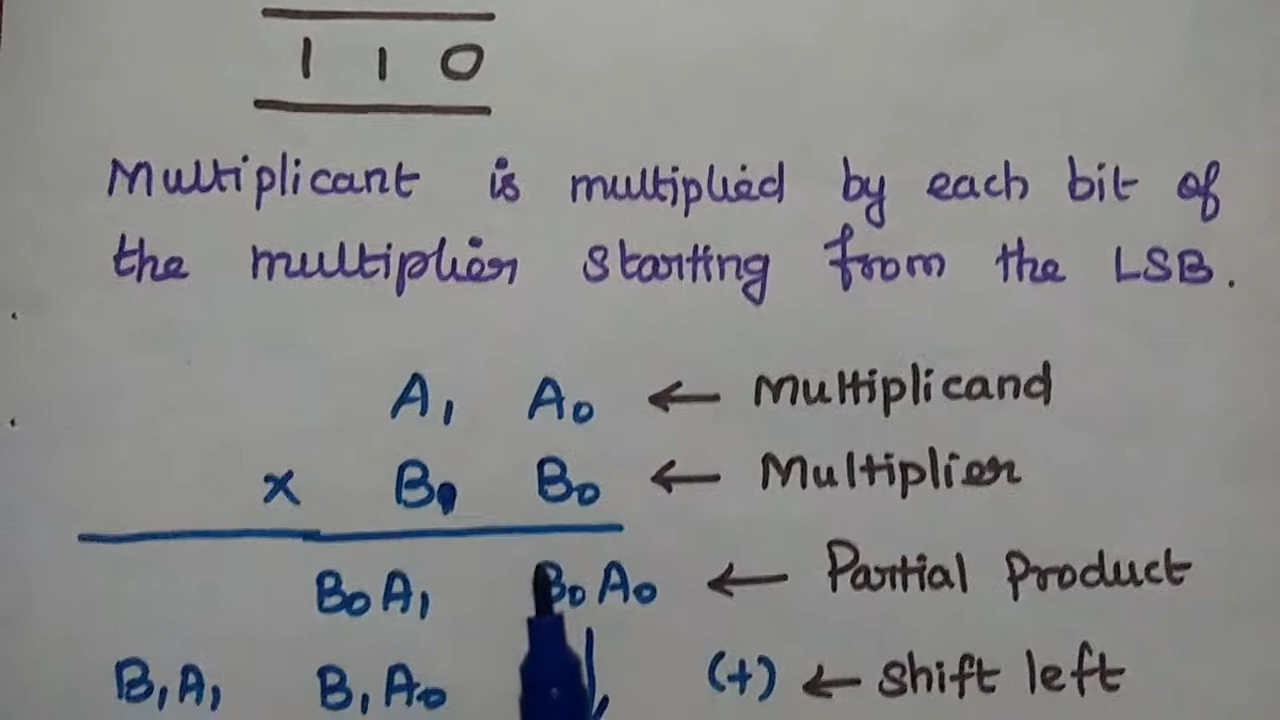 1 1 0
Multiplicant is multiplied by each bit of
the multiplier starting from the LSB.
A₁ A₀ ← Multiplicand
x B₁ B₀ ← Multiplier
B₀A₁ B₀A₀ ← Partial Product
B₁A₁ B₁A₀ ↓ (+) ← Shift left